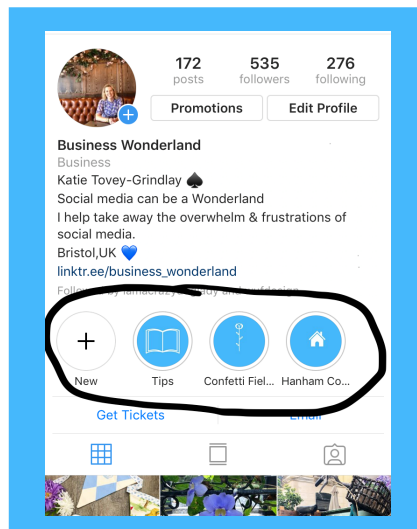 172 535 276
posts followers following
Promotions Edit Profile
Business Wonderland
Business
Katie Tovey-Grindlay ♠️
Social media can be a Wonderland
I help take away the overwhelm & frustrations of
social media.
Bristol,UK 💙
linktr.ee/business_wonderland
Followed by
New Tips Confetti Fiel... Hanham Co...
Get Tickets Email